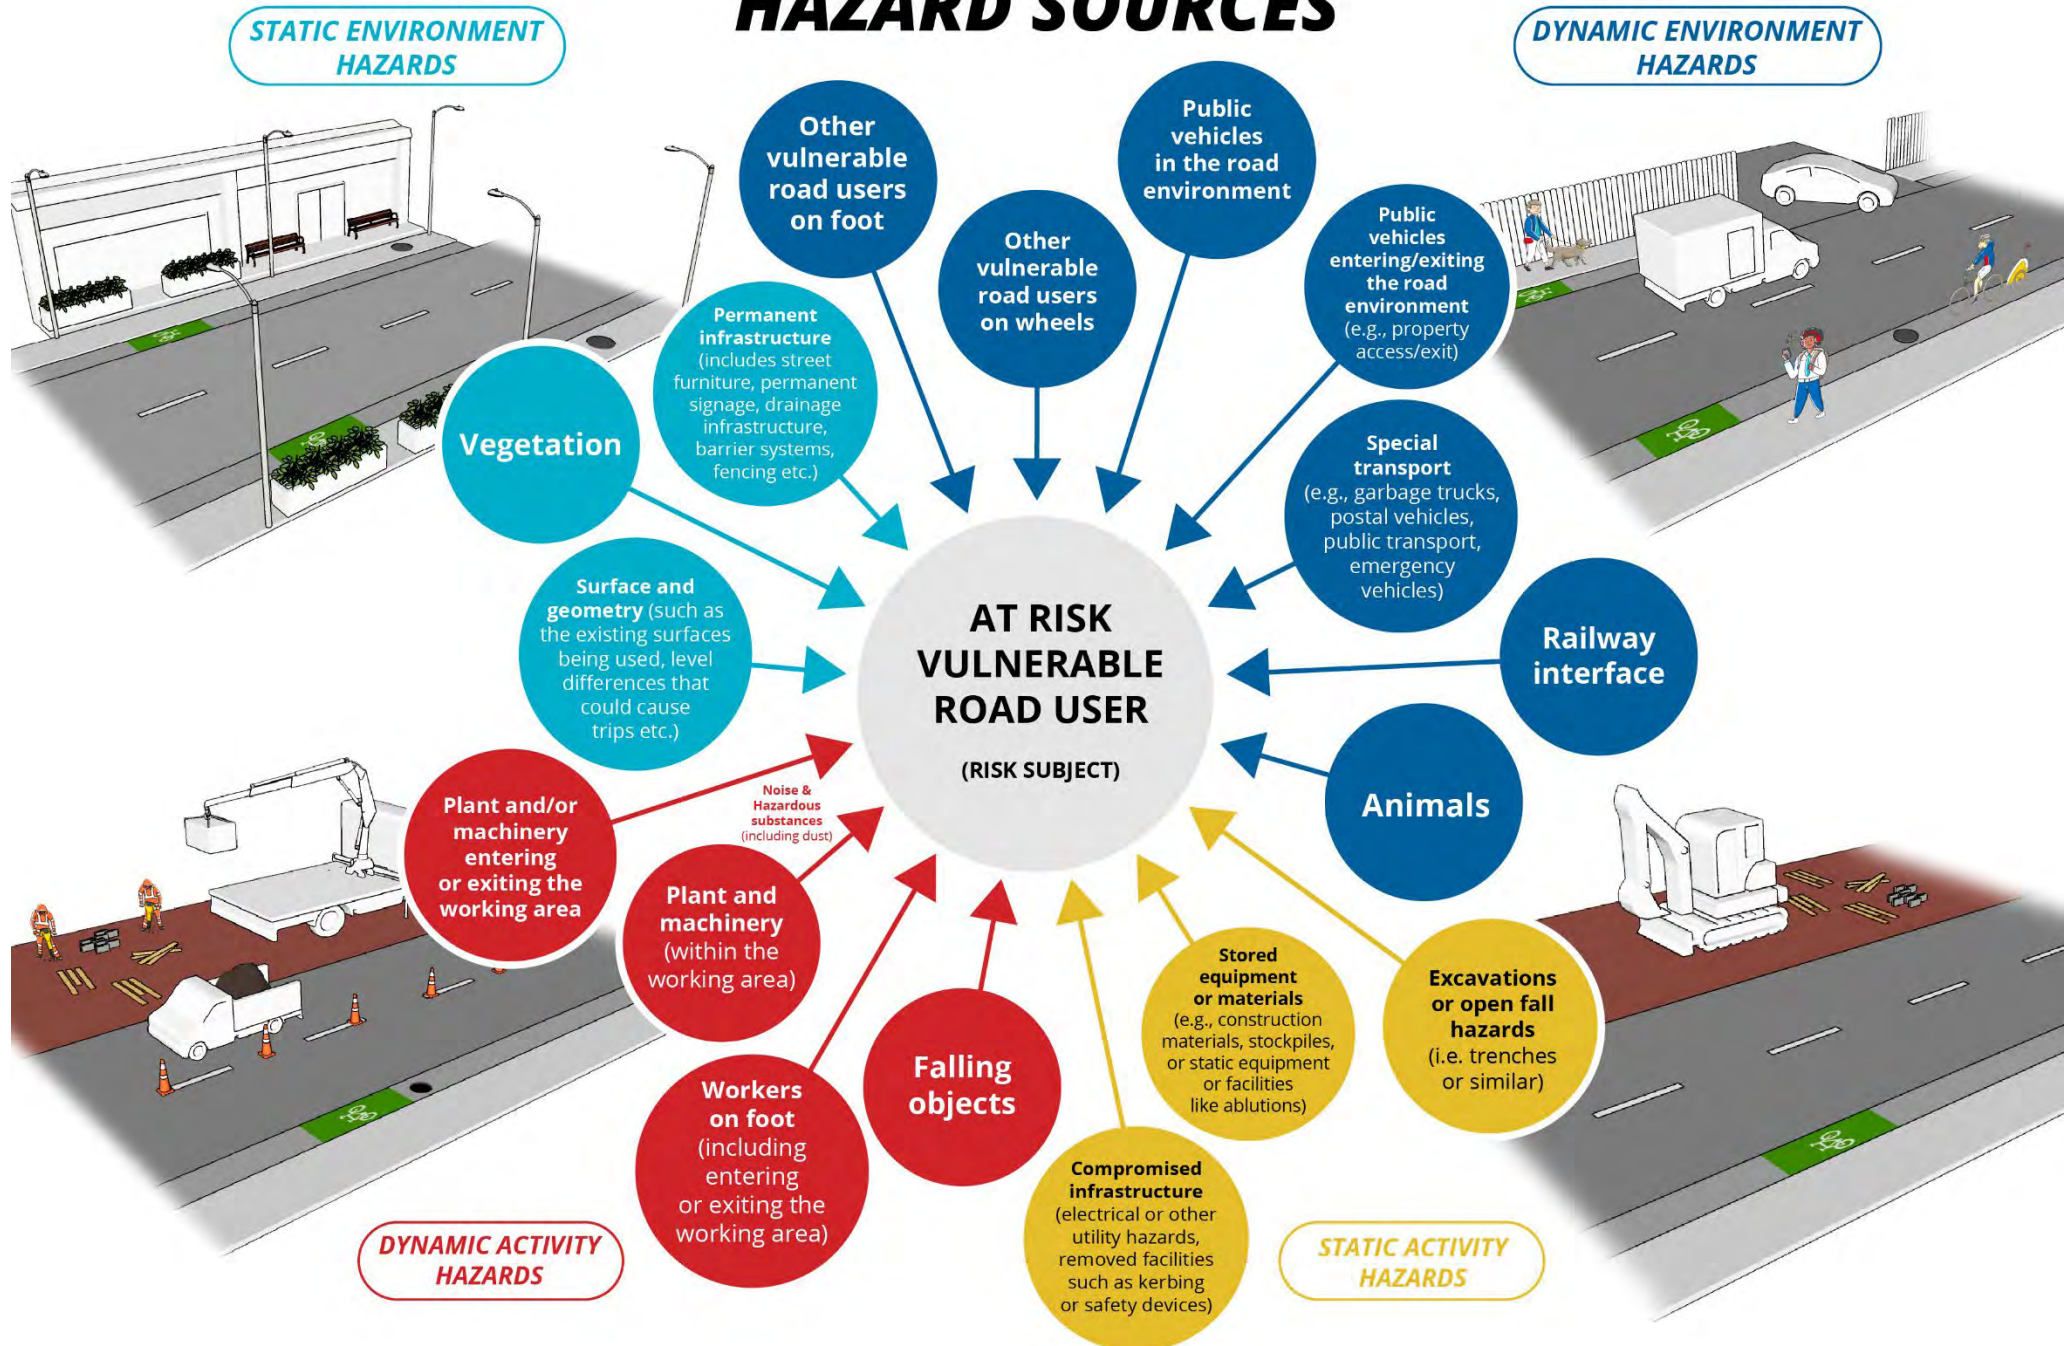 HAZARD SOURCES
STATIC ENVIRONMENT
HAZARDS
DYNAMIC ENVIRONMENT
HAZARDS
Other
vulnerable
road users
on foot
Other
vulnerable
road users
on wheels
Public
vehicles
in the road
environment
Public
vehicles
entering/exiting
the road
environment
(e.g., property
access/exit)
Permanent
infrastructure
(includes street
furniture, permanent
signage, drainage
infrastructure,
barrier systems,
fencing etc.)
Vegetation
Special
transport
(e.g., garbage trucks,
postal vehicles,
public transport,
emergency
vehicles)
Surface and
geometry (such as
the existing surfaces
being used, level
differences that
could cause
trips etc.)
AT RISK
VULNERABLE
ROAD USER
(RISK SUBJECT)
Railway
interface
Animals
Plant and/or
machinery
entering
or exiting the
working area
Noise &
Hazardous
substances
(including dust)
Plant and
machinery
(within the
working area)
Workers
on foot
(including
entering
or exiting the
working area)
Falling
objects
Compromised
infrastructure
(electrical or other
utility hazards,
removed facilities
such as kerbing
or safety devices)
Stored
equipment
or materials
(e.g., construction
materials, stockpiles,
or static equipment
or facilities
like ablutions)
Excavations
or open fall
hazards
(i.e. trenches
or similar)
DYNAMIC ACTIVITY
HAZARDS
STATIC ACTIVITY
HAZARDS